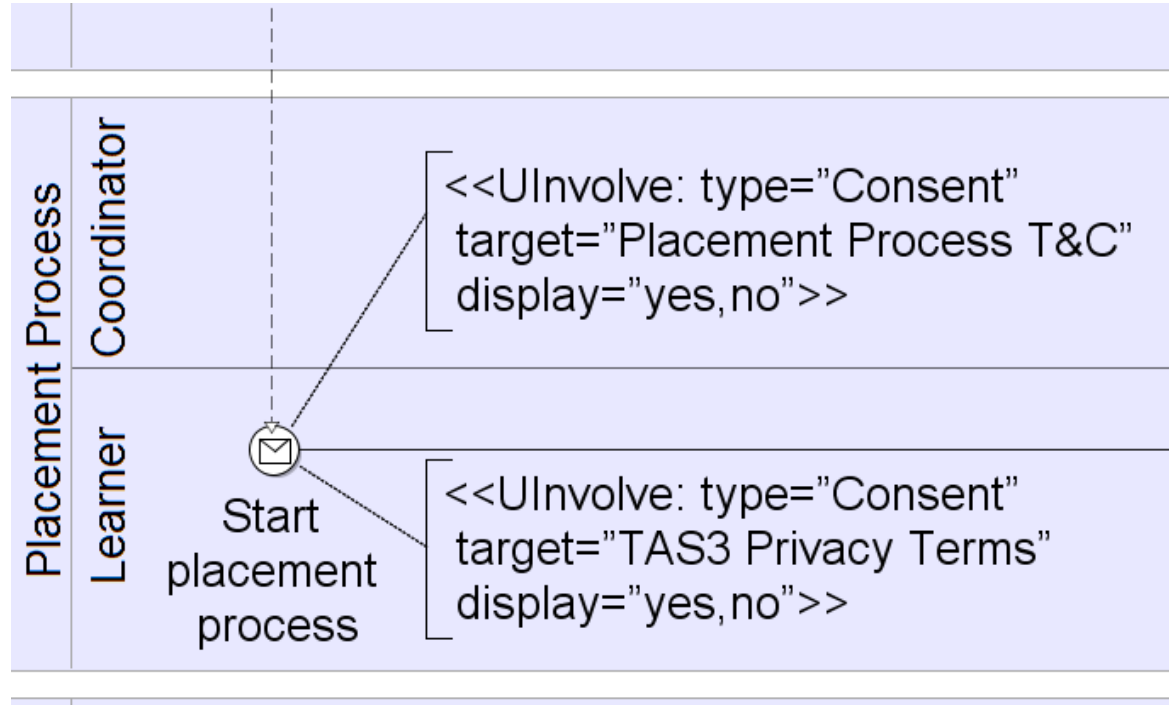 Placement Process
Coordinator
<<UInvolve: type=”Consent”
target=”Placement Process T&C”
display=”yes,no”>>
Learner
Start
placement
process
<<UInvolve: type=”Consent”
target=”TAS3 Privacy Terms”
display=”yes,no”>>